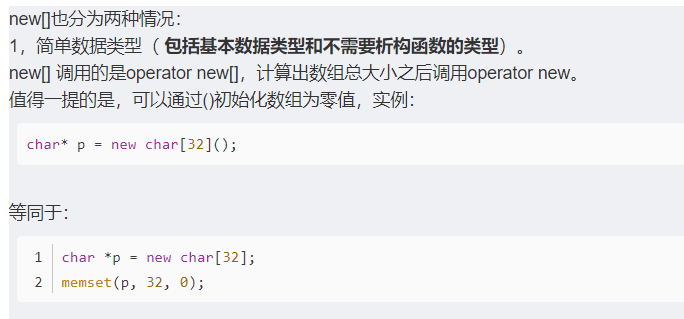 new[]也分为两种情况：
1，简单数据类型（ 包括基本数据类型和不需要析构函数的类型）。
new[] 调用的是operator new[]，计算出数组总大小之后调用operator new。
值得一提的是，可以通过()初始化数组为零值，实例：
char* p = new char[32]();
等同于：
1 char *p = new char[32];
2 memset(p, 32, 0);